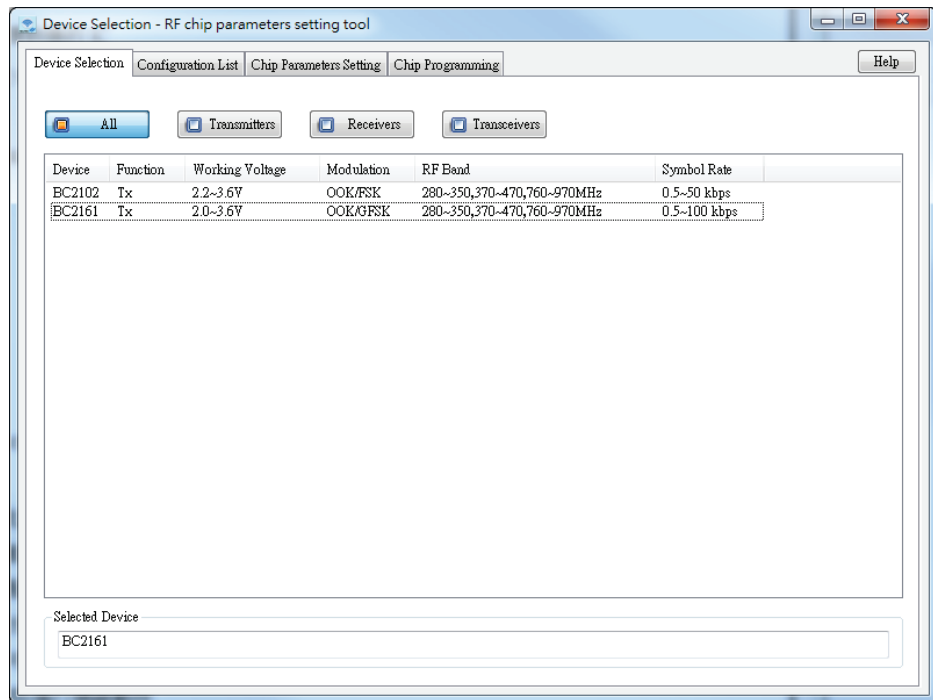 Device Selection - RF chip parameters setting tool
Device Selection Configuration List Chip Parameters Setting Chip Programming Help
All Transmitters Receivers Transceivers
Device Function Working Voltage Modulation RF Band Symbol Rate
BC2102 Tx 2.2~3.6V OOK/FSK 280~350,370~470,760~970MHz 0.5~50 kbps
BC2161 Tx 2.0~3.6V OOK/GFSK 280~350,370~470,760~970MHz 0.5~100 kbps
Selected Device
BC2161